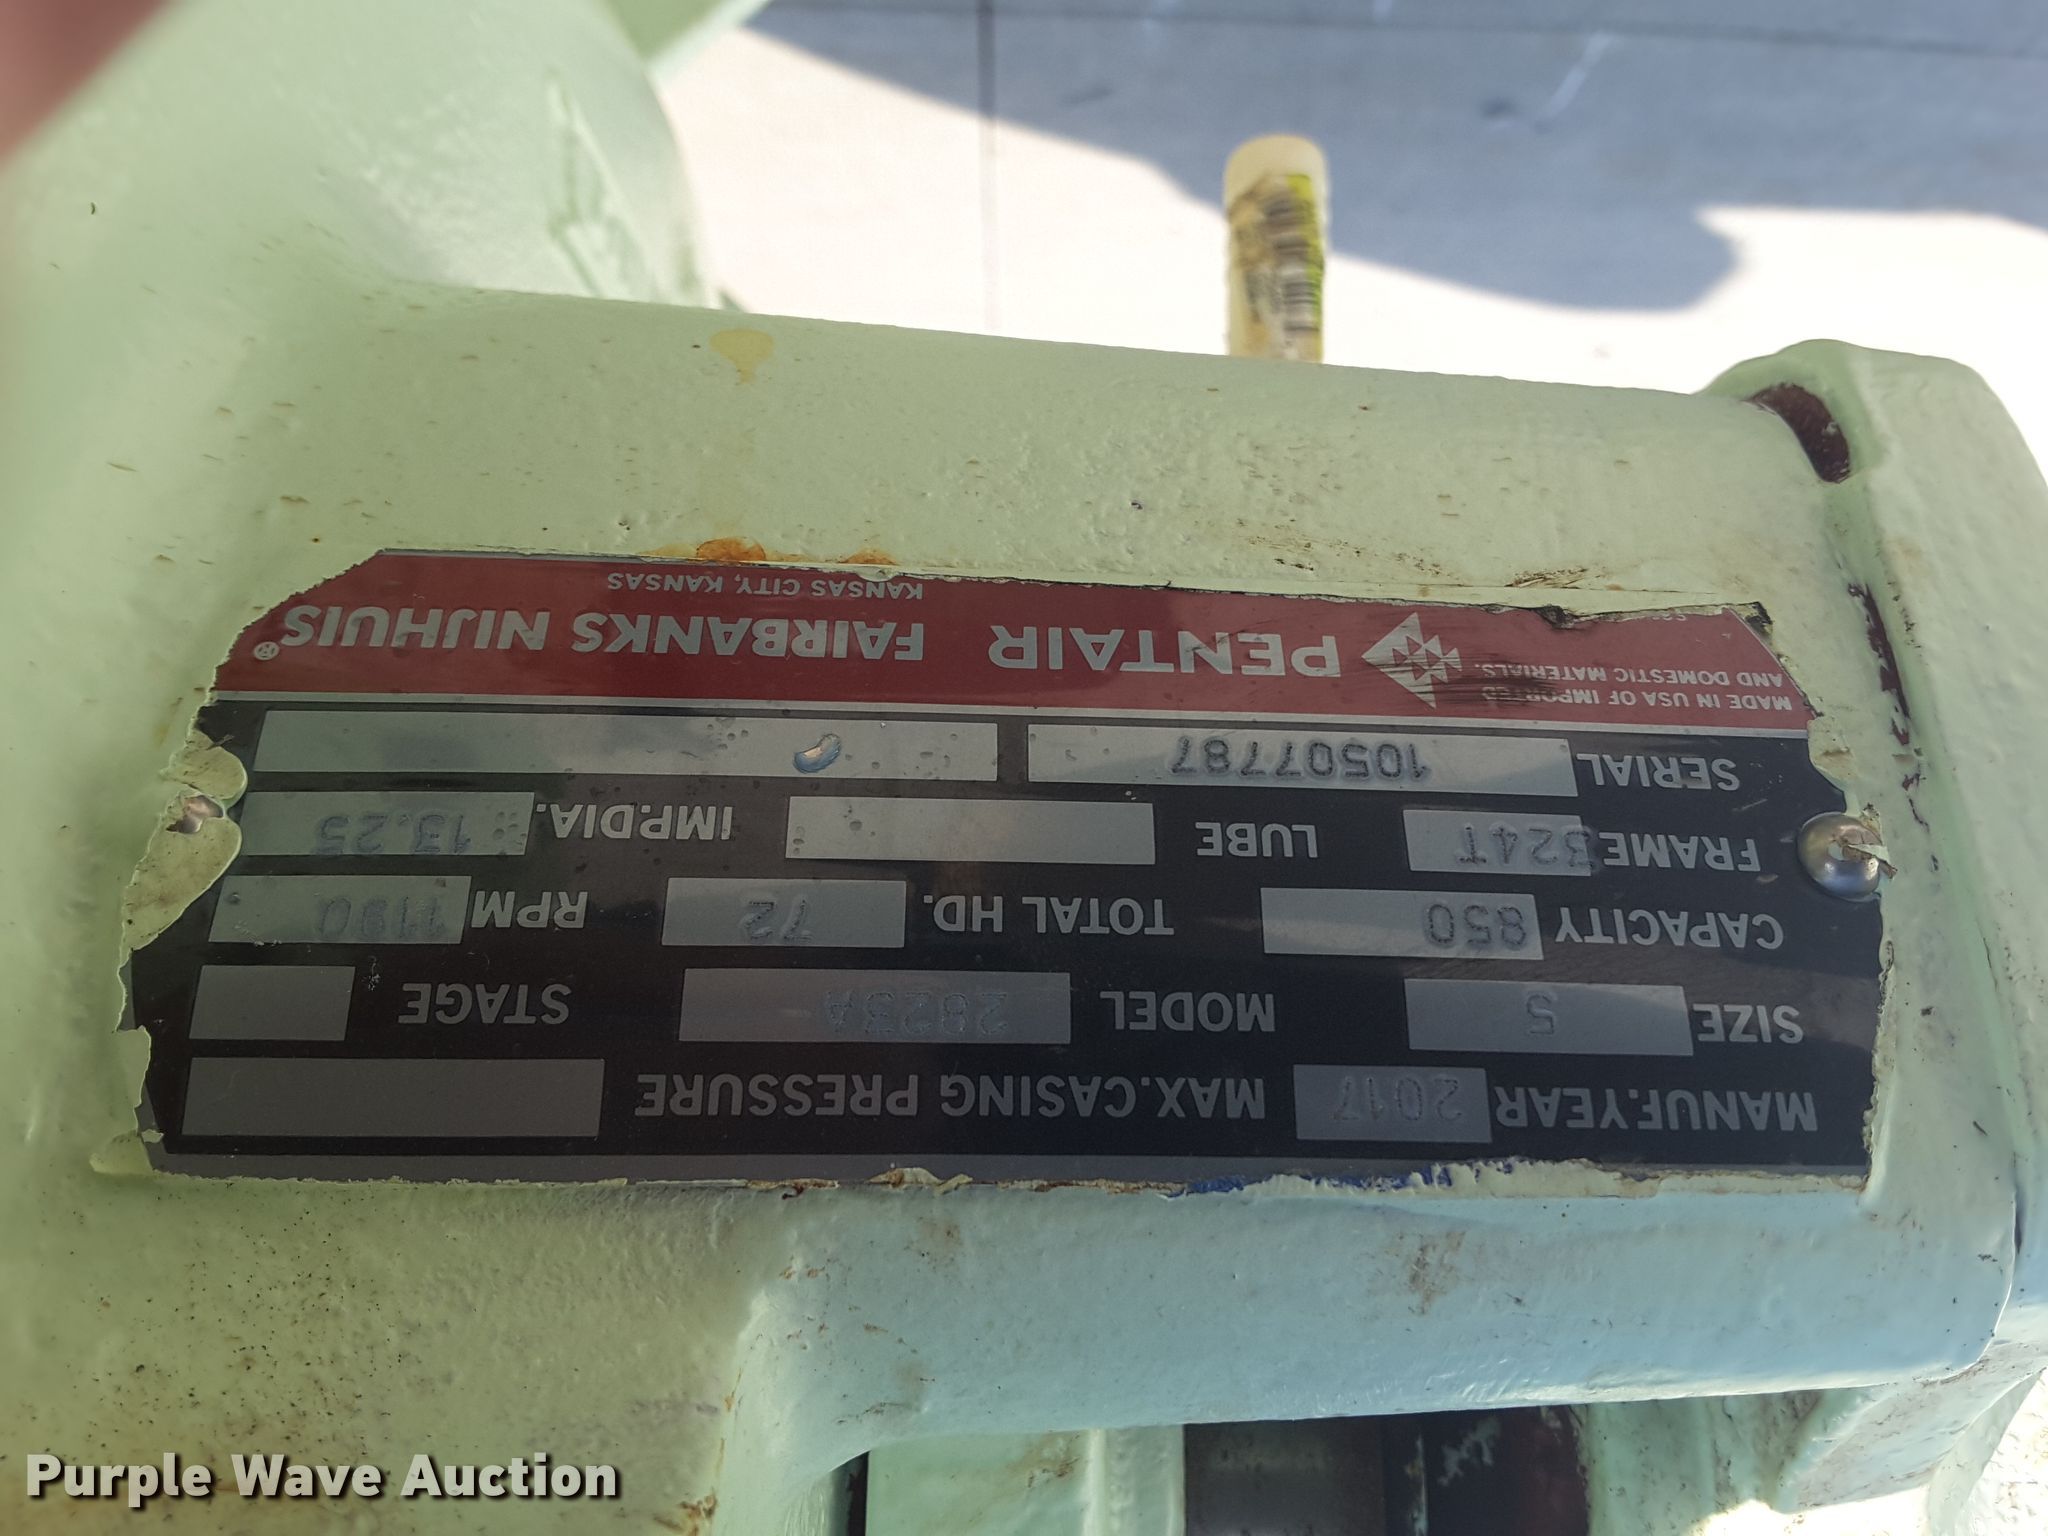 MANUF.YEAR 2017 MAX.CASING PRESSURE
SIZE 5 MODEL 2823A STAGE
CAPACITY 850 TOTAL HD. 72 RPM 1190
FRAME 324T LUBE IMP.DIA. 13.25
SERIAL 10507787
MADE IN USA OF IMPORTED
AND DOMESTIC MATERIALS.
PENTAIR FAIRBANKS NIJHUIS®
KANSAS CITY, KANSAS
Purple Wave Auction